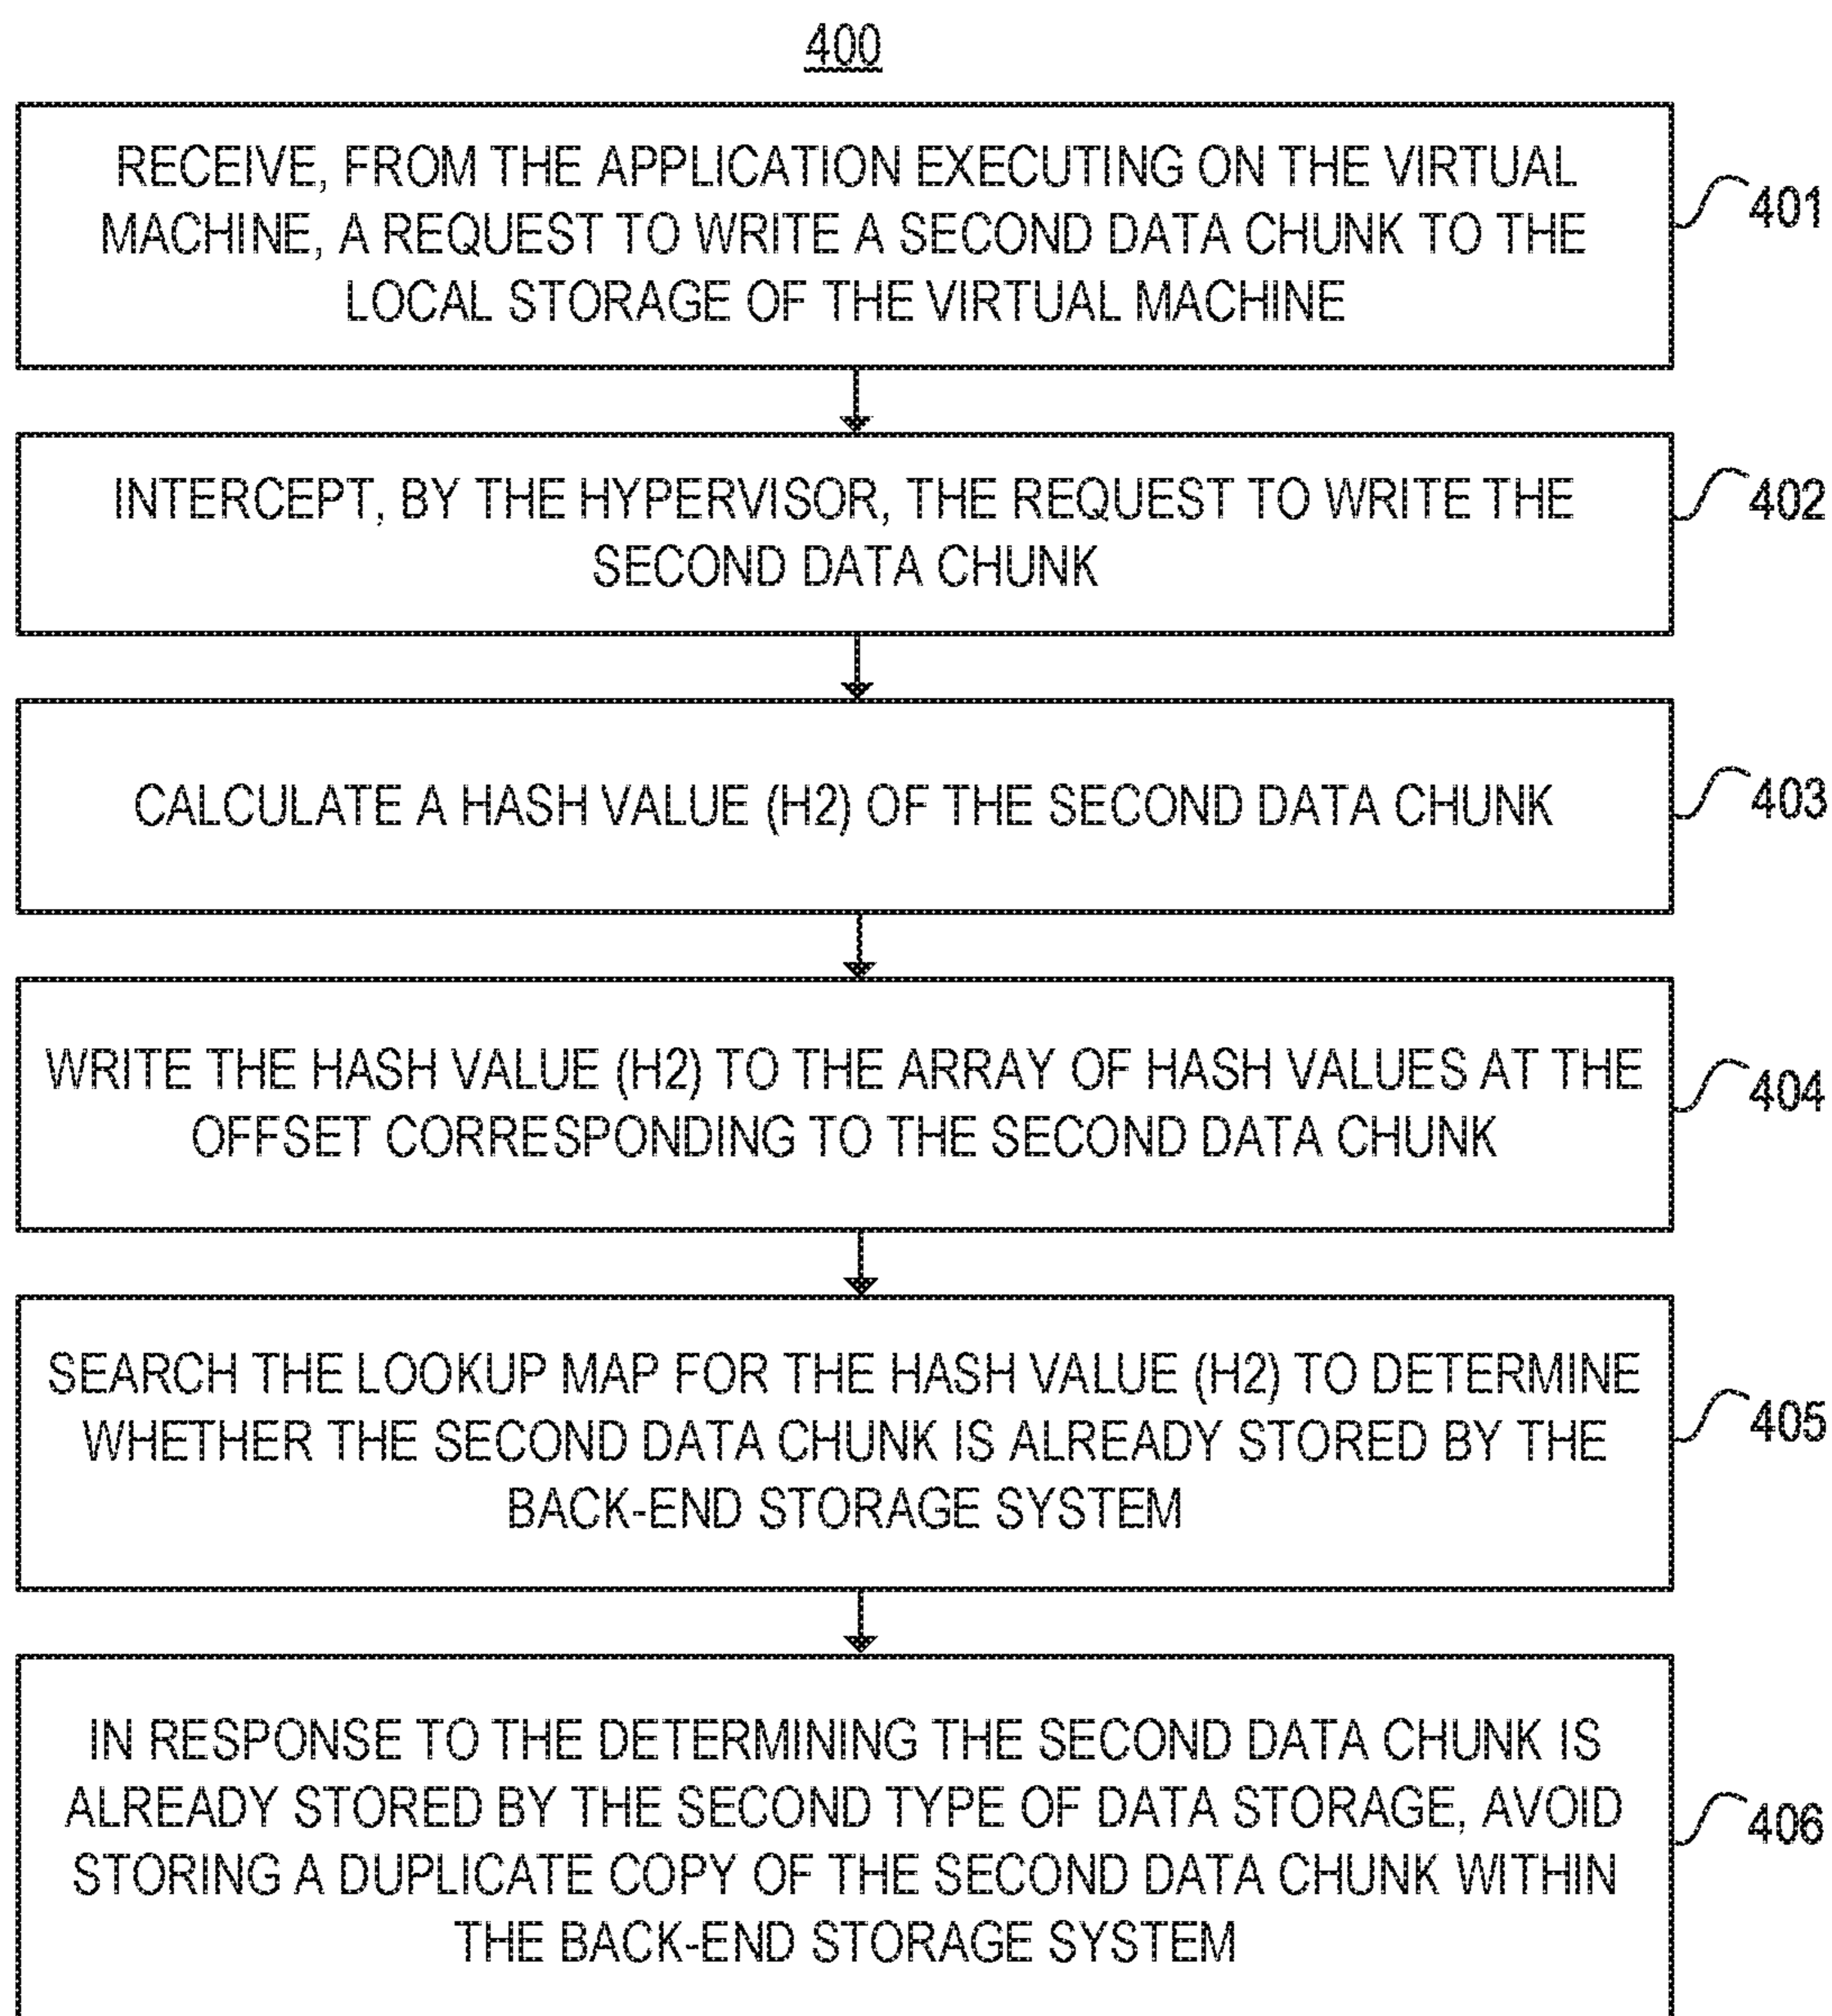 400
RECEIVE, FROM THE APPLICATION EXECUTING ON THE VIRTUAL
MACHINE, A REQUEST TO WRITE A SECOND DATA CHUNK TO THE
LOCAL STORAGE OF THE VIRTUAL MACHINE
401
INTERCEPT, BY THE HYPERVISOR, THE REQUEST TO WRITE THE
SECOND DATA CHUNK
402
CALCULATE A HASH VALUE (H2) OF THE SECOND DATA CHUNK
403
WRITE THE HASH VALUE (H2) TO THE ARRAY OF HASH VALUES AT THE
OFFSET CORRESPONDING TO THE SECOND DATA CHUNK
404
SEARCH THE LOOKUP MAP FOR THE HASH VALUE (H2) TO DETERMINE
WHETHER THE SECOND DATA CHUNK IS ALREADY STORED BY THE
BACK-END STORAGE SYSTEM
405
IN RESPONSE TO THE DETERMINING THE SECOND DATA CHUNK IS
ALREADY STORED BY THE SECOND TYPE OF DATA STORAGE, AVOID
STORING A DUPLICATE COPY OF THE SECOND DATA CHUNK WITHIN
THE BACK-END STORAGE SYSTEM
406